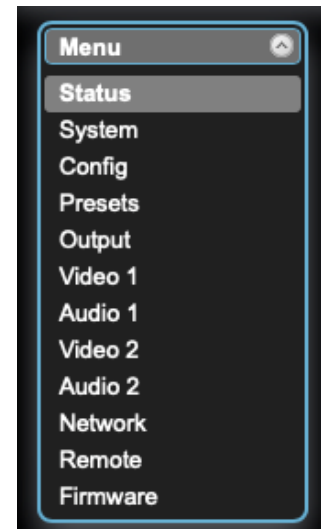 Menu
Status
System
Config
Presets
Output
Video 1
Audio 1
Video 2
Audio 2
Network
Remote
Firmware